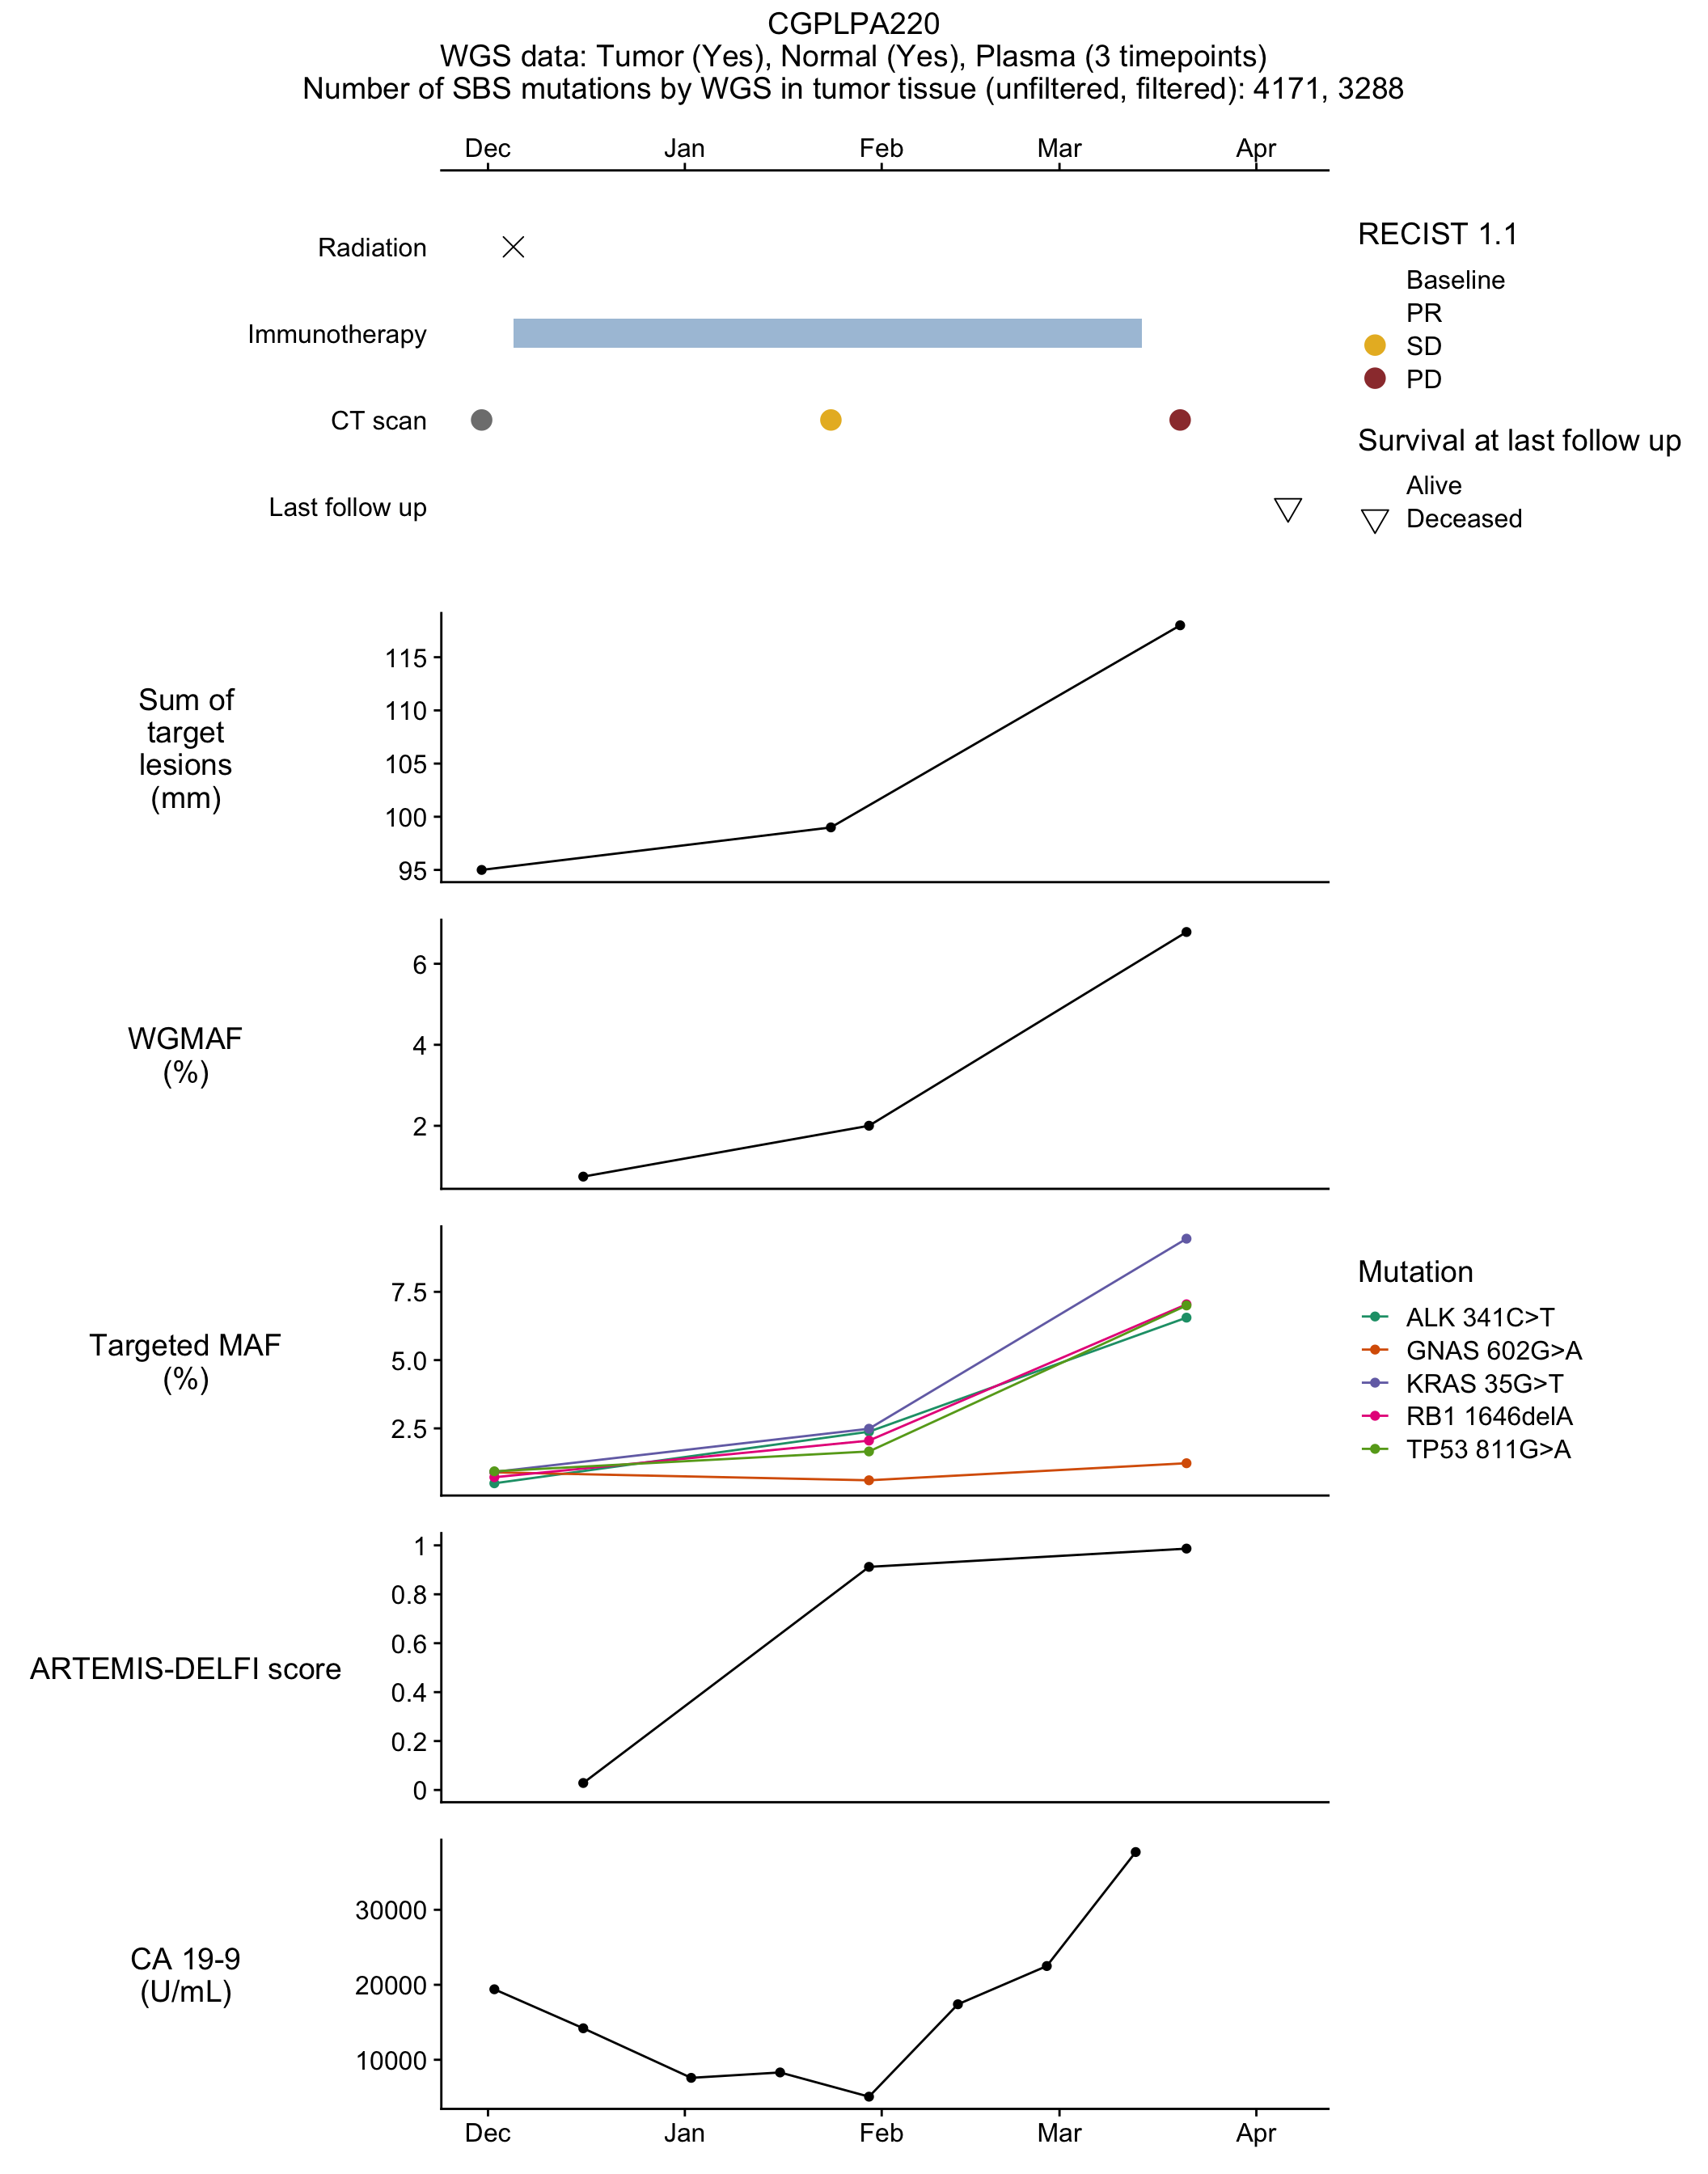 CGPLPA220
WGS data: Tumor (Yes), Normal (Yes), Plasma (3 timepoints)
Number of SBS mutations by WGS in tumor tissue (unfiltered, filtered): 4171, 3288
Dec Jan Feb Mar Apr
Radiation
Immunotherapy
CT scan
Last follow up
RECIST 1.1
Baseline
PR
SD
PD
Survival at last follow up
Alive
Deceased
Sum of
target
lesions
(mm)
115
110
105
100
95
WGMAF
(%)
6
4
2
Targeted MAF
(%)
7.5
5.0
2.5
Mutation
ALK 341C>T
GNAS 602G>A
KRAS 35G>T
RB1 1646delA
TP53 811G>A
ARTEMIS-DELFI score
1
0.8
0.6
0.4
0.2
0
CA 19-9
(U/mL)
30000
20000
10000
Dec Jan Feb Mar Apr